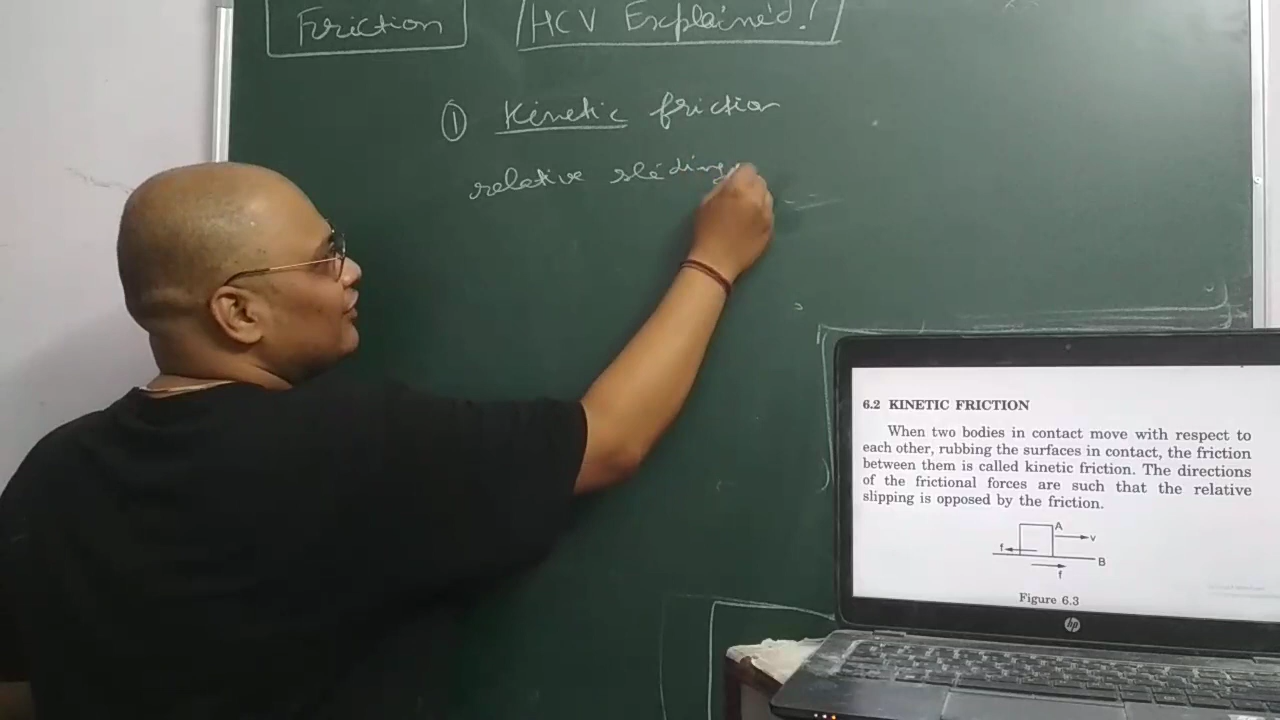 Friction
HCV Explained!
① Kinetic friction
relative sliding
6.2 KINETIC FRICTION
When two bodies in contact move with respect to
each other, rubbing the surfaces in contact, the friction
between them is called kinetic friction. The directions
of the frictional forces are such that the relative
slipping is opposed by the friction.
A
v
f
B
f
Figure 6.3
hp